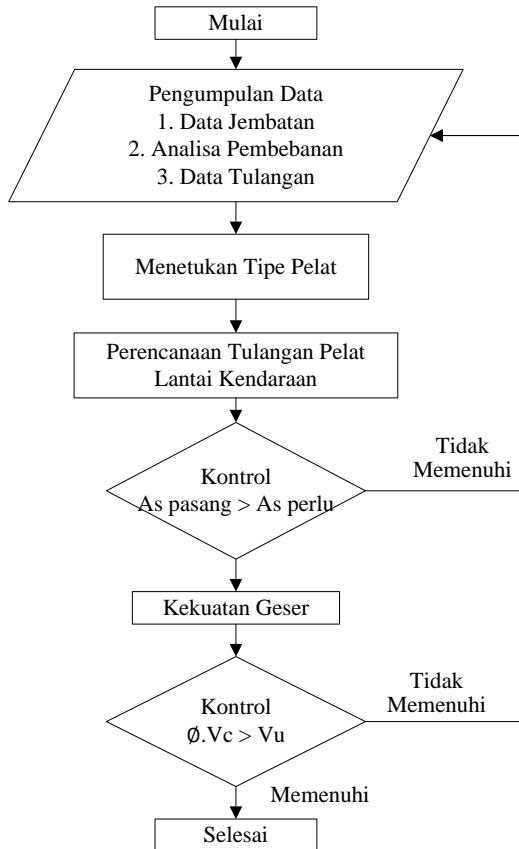 Mulai
Pengumpulan Data
1. Data Jembatan
2. Analisa Pembebanan
3. Data Tulangan
Menetukan Tipe Pelat
Perencanaan Tulangan Pelat
Lantai Kendaraan
Kontrol
As pasang > As perlu
Tidak
Memenuhi
Kekuatan Geser
Kontrol
∅.Vc > Vu
Tidak
Memenuhi
Memenuhi
Selesai